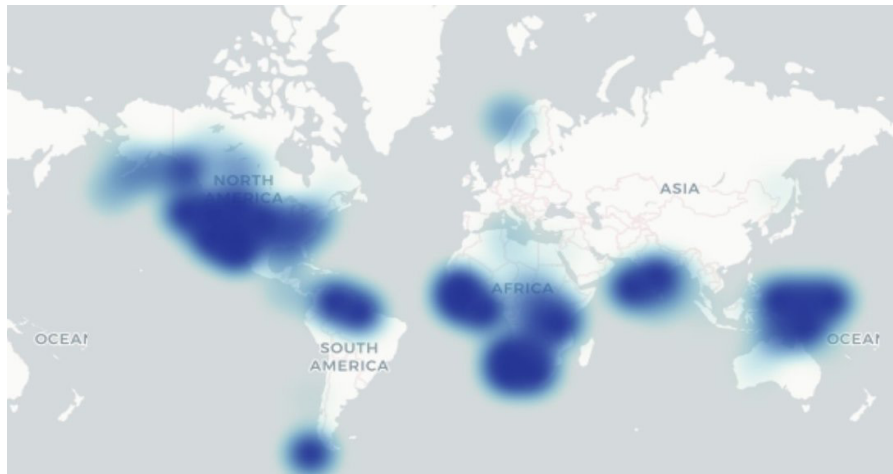 NORTH
AMERICA
ASIA
AFRICA
OCEAN
SOUTH
AMERICA
OCEAN